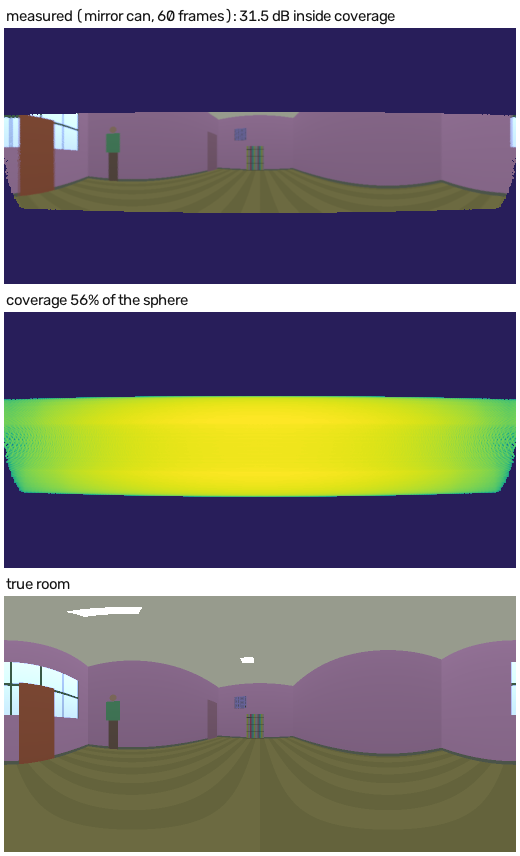 measured (mirror can, 60 frames): 31.5 dB inside coverage
coverage 56% of the sphere
true room